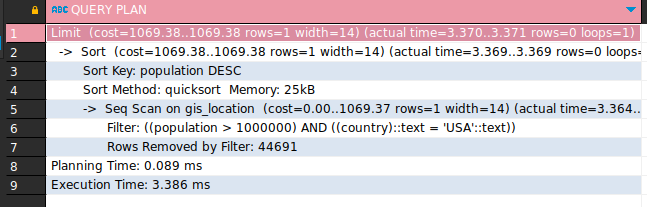 ABC QUERY PLAN
1 Limit  (cost=1069.38..1069.38 rows=1 width=14) (actual time=3.370..3.371 rows=0 loops=1)
2 ->  Sort  (cost=1069.38..1069.38 rows=1 width=14) (actual time=3.369..3.369 rows=0 loops=
3 Sort Key: population DESC
4 Sort Method: quicksort  Memory: 25kB
5 ->  Seq Scan on gis_location  (cost=0.00..1069.37 rows=1 width=14) (actual time=3.364...
6 Filter: ((population > 1000000) AND ((country)::text = 'USA'::text))
7 Rows Removed by Filter: 44691
8 Planning Time: 0.089 ms
9 Execution Time: 3.386 ms